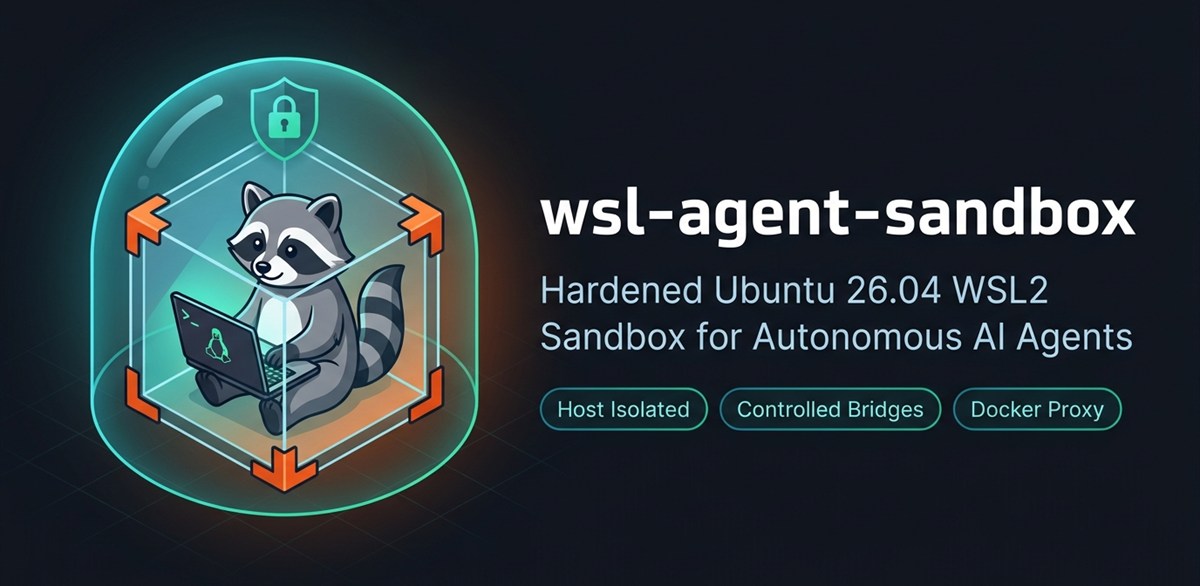 >_
wsl-agent-sandbox
Hardened Ubuntu 26.04 WSL2
Sandbox for Autonomous AI Agents
Host Isolated
Controlled Bridges
Docker Proxy